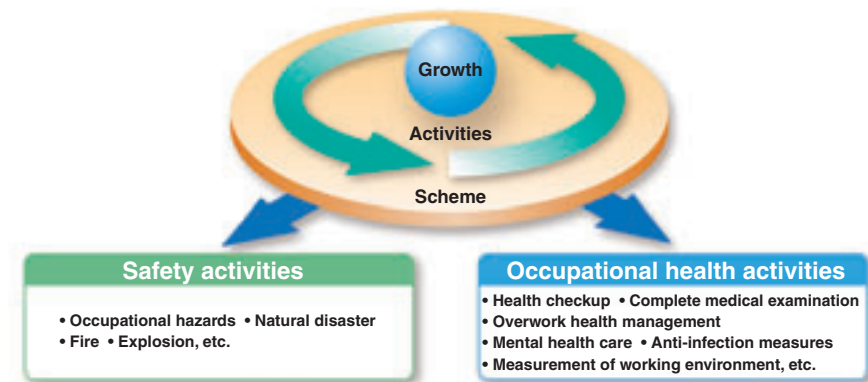 Growth
Activities
Scheme
Safety activities
• Occupational hazards • Natural disaster
• Fire • Explosion, etc.
Occupational health activities
• Health checkup • Complete medical examination
• Overwork health management
• Mental health care • Anti-infection measures
• Measurement of working environment, etc.